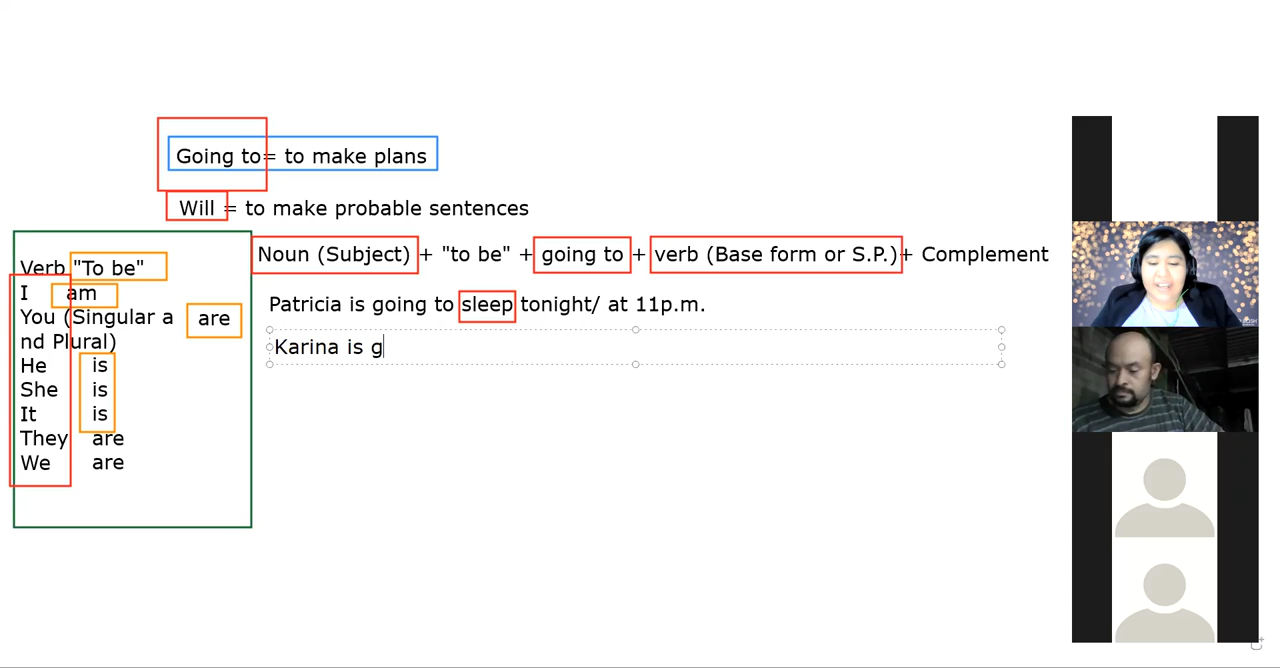 Going to= to make plans
Will = to make probable sentences
Noun (Subject) + "to be" + going to + verb (Base form or S.P.)+ Complement
Verb "To be"
I am
You (Singular a
nd Plural) are
He is
She is
It is
They are
We are
Patricia is going to sleep tonight/ at 11p.m.
Karina is g